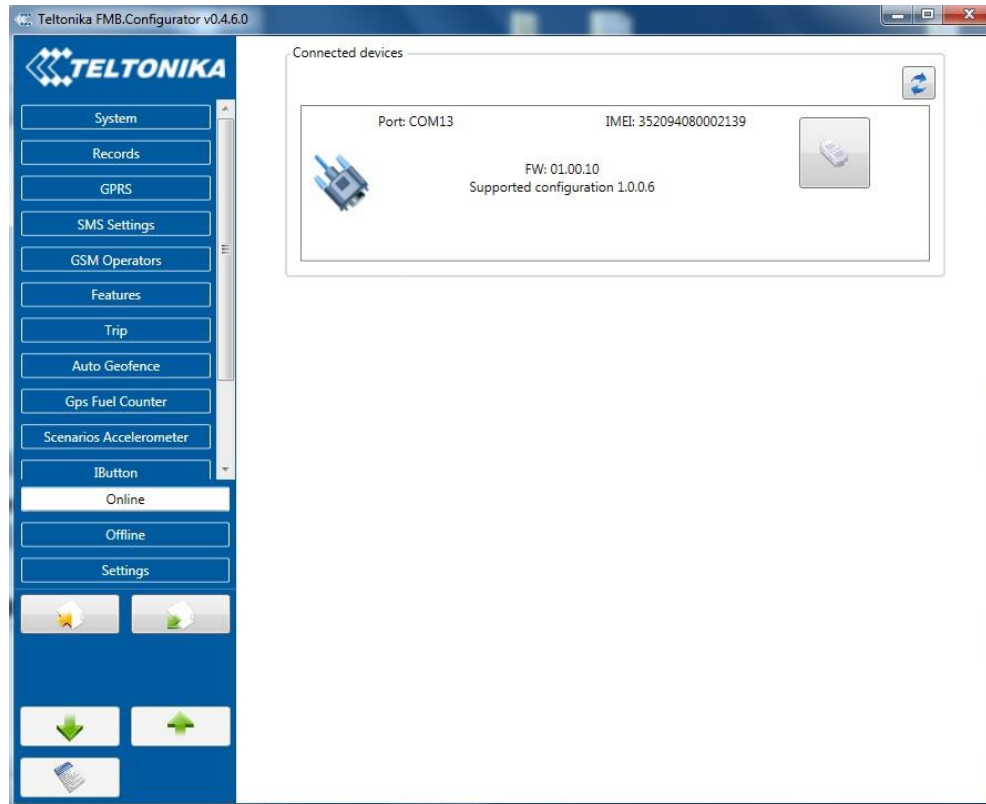 Teltonika FMB.Configurator v0.4.6.0
TELTONIKA
System
Records
GPRS
SMS Settings
GSM Operators
Features
Trip
Auto Geofence
Gps Fuel Counter
Scenarios Accelerometer
IButton
Online
Offline
Settings
Connected devices
Port: COM13 IMEI: 352094080002139
FW: 01.00.10
Supported configuration 1.0.0.6